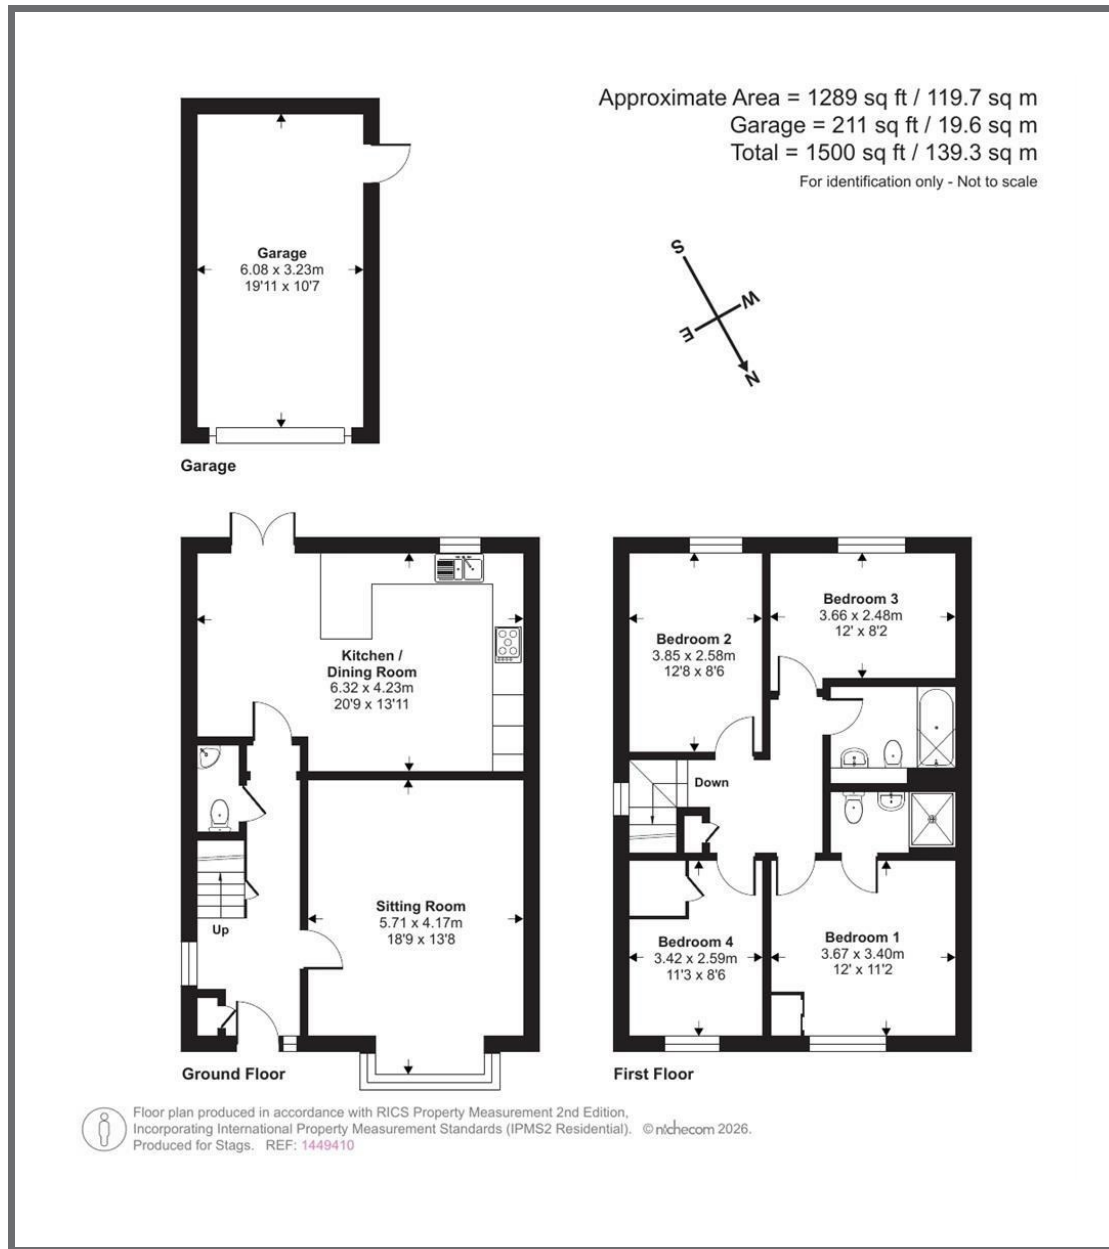 Approximate Area = 1289 sq ft / 119.7 sq m
Garage = 211 sq ft / 19.6 sq m
Total = 1500 sq ft / 139.3 sq m
For identification only - Not to scale
S
W
E
N
Garage
6.08 x 3.23m
19'11 x 10'7
Garage
Kitchen /
Dining Room
6.32 x 4.23m
20'9 x 13'11
Up
Sitting Room
5.71 x 4.17m
18'9 x 13'8
Ground Floor
Bedroom 2
3.85 x 2.58m
12'8 x 8'6
Bedroom 3
3.66 x 2.48m
12' x 8'2
Down
Bedroom 4
3.42 x 2.59m
11'3 x 8'6
Bedroom 1
3.67 x 3.40m
12' x 11'2
First Floor
Floor plan produced in accordance with RICS Property Measurement 2nd Edition,
Incorporating International Property Measurement Standards (IPMS2 Residential). © nichecom 2026.
Produced for Stags. REF: 1449410